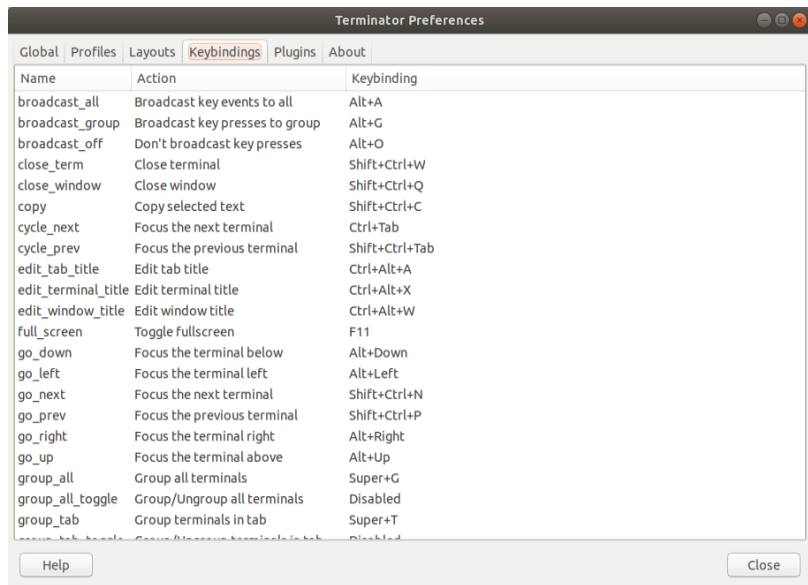 Terminator Preferences
Global Profiles Layouts Keybindings Plugins About
Name Action Keybinding
broadcast_all Broadcast key events to all Alt+A
broadcast_group Broadcast key presses to group Alt+G
broadcast_off Don't broadcast key presses Alt+O
close_term Close terminal Shift+Ctrl+W
close_window Close window Shift+Ctrl+Q
copy Copy selected text Shift+Ctrl+C
cycle_next Focus the next terminal Ctrl+Tab
cycle_prev Focus the previous terminal Shift+Ctrl+Tab
edit_tab_title Edit tab title Ctrl+Alt+A
edit_terminal_title Edit terminal title Ctrl+Alt+X
edit_window_title Edit window title Ctrl+Alt+W
full_screen Toggle fullscreen F11
go_down Focus the terminal below Alt+Down
go_left Focus the terminal left Alt+Left
go_next Focus the next terminal Shift+Ctrl+N
go_prev Focus the previous terminal Shift+Ctrl+P
go_right Focus the terminal right Alt+Right
go_up Focus the terminal above Alt+Up
group_all Group all terminals Super+G
group_all_toggle Group/Ungroup all terminals Disabled
group_tab Group terminals in tab Super+T
Help Close